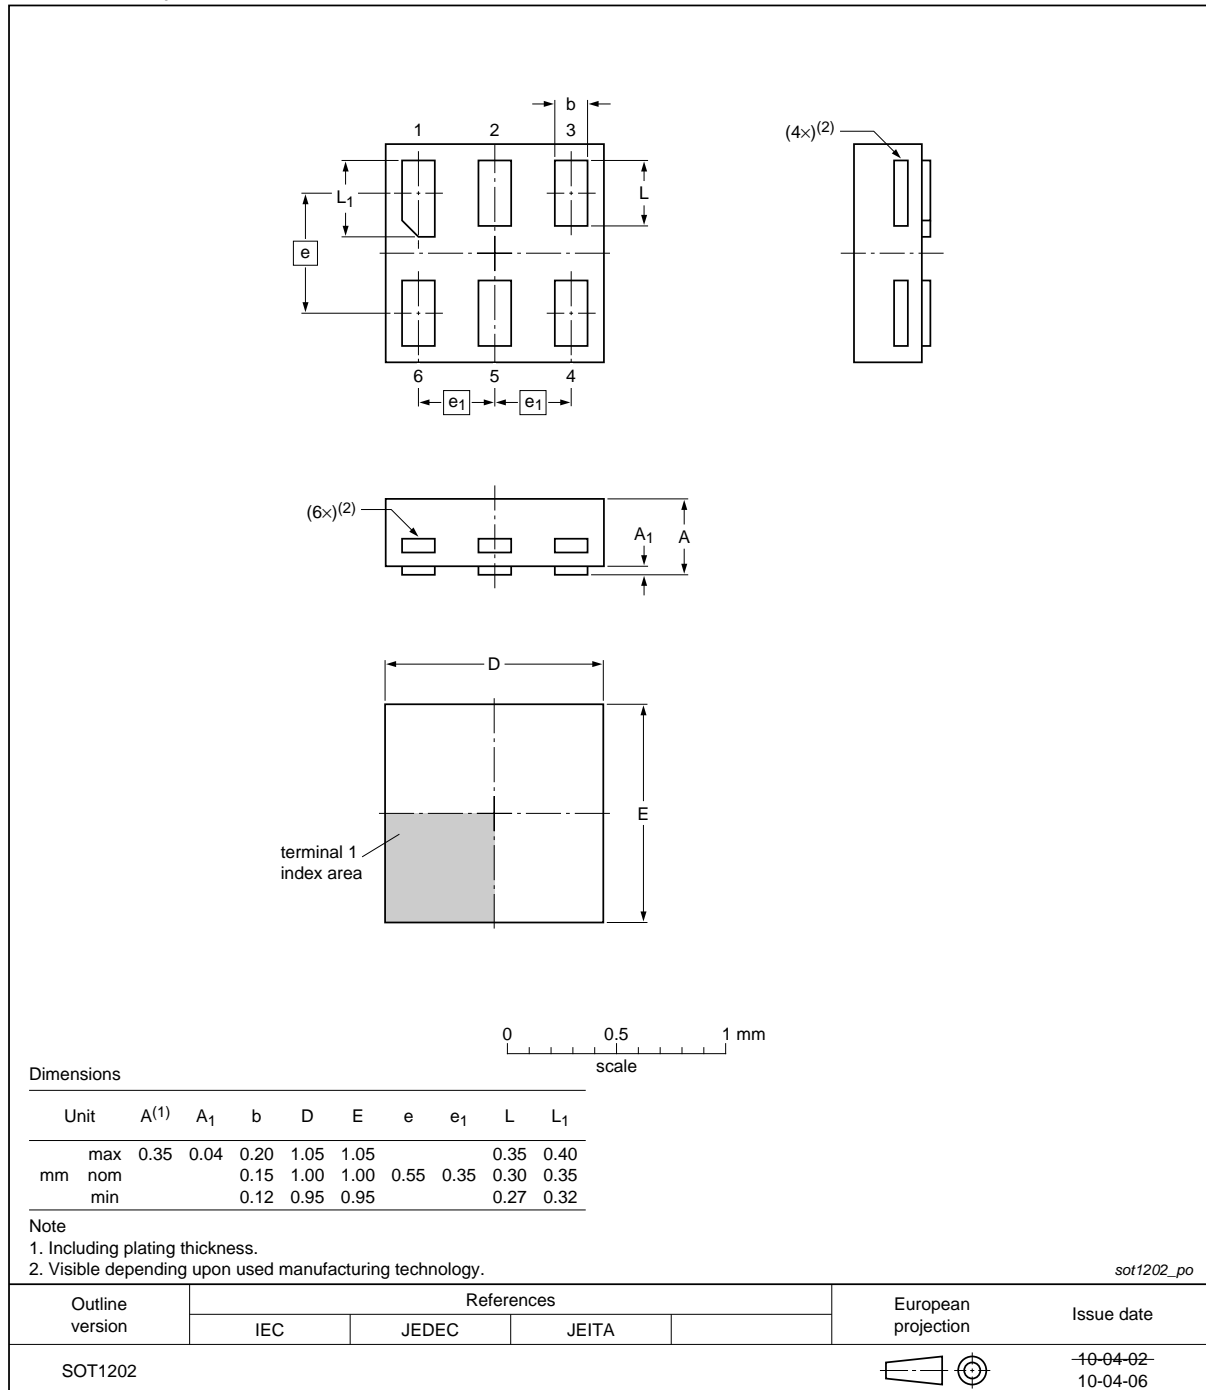 b
1 2 3
(4×)(2)
L1
L
e
6 5 4
e1 e1
(6×)(2)
A1 A
D
E
terminal 1
index area
0 0.5 1 mm
scale
Dimensions
Unit A(1) A1 b D E e e1 L L1
max 0.35 0.04 0.20 1.05 1.05 0.35 0.40
mm nom 0.15 1.00 1.00 0.55 0.35 0.30 0.35
min 0.12 0.95 0.95 0.27 0.32
Note
1. Including plating thickness.
2. Visible depending upon used manufacturing technology.
sot1202_po
Outline version References European projection Issue date
IEC JEDEC JEITA
SOT1202
10-04-02
10-04-06